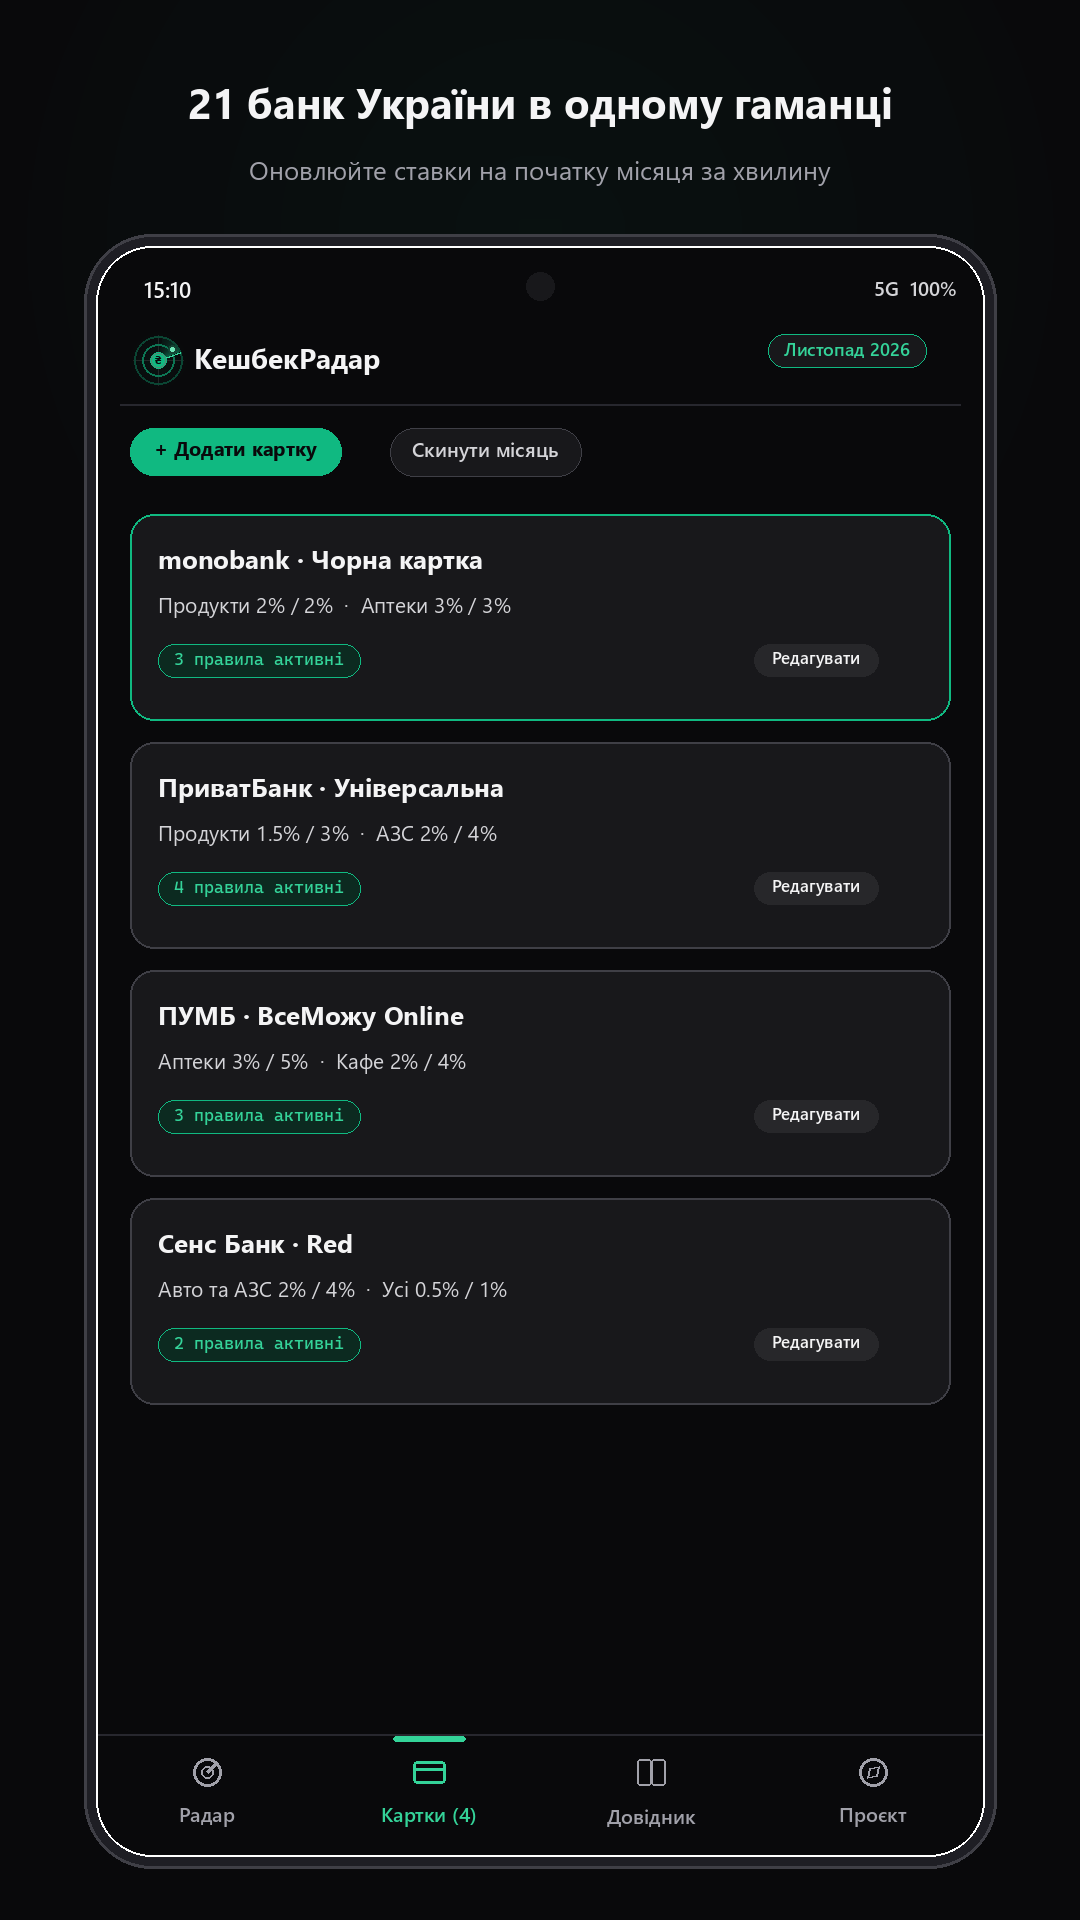 21 банк України в одному гаманці
Оновлюйте ставки на початку місяця за хвилину
15:10
5G 100%
КешбекРадар
Листопад 2026
+ Додати картку
Скинути місяць
monobank · Чорна картка
Продукти 2% / 2% · Аптеки 3% / 3%
3 правила активні
Редагувати
ПриватБанк · Універсальна
Продукти 1.5% / 3% · АЗС 2% / 4%
4 правила активні
Редагувати
ПУМБ · ВсеМожу Online
Аптеки 3% / 5% · Кафе 2% / 4%
3 правила активні
Редагувати
Сенс Банк · Red
Авто та АЗС 2% / 4% · Усі 0.5% / 1%
2 правила активні
Редагувати
Радар
Картки (4)
Довідник
Проєкт